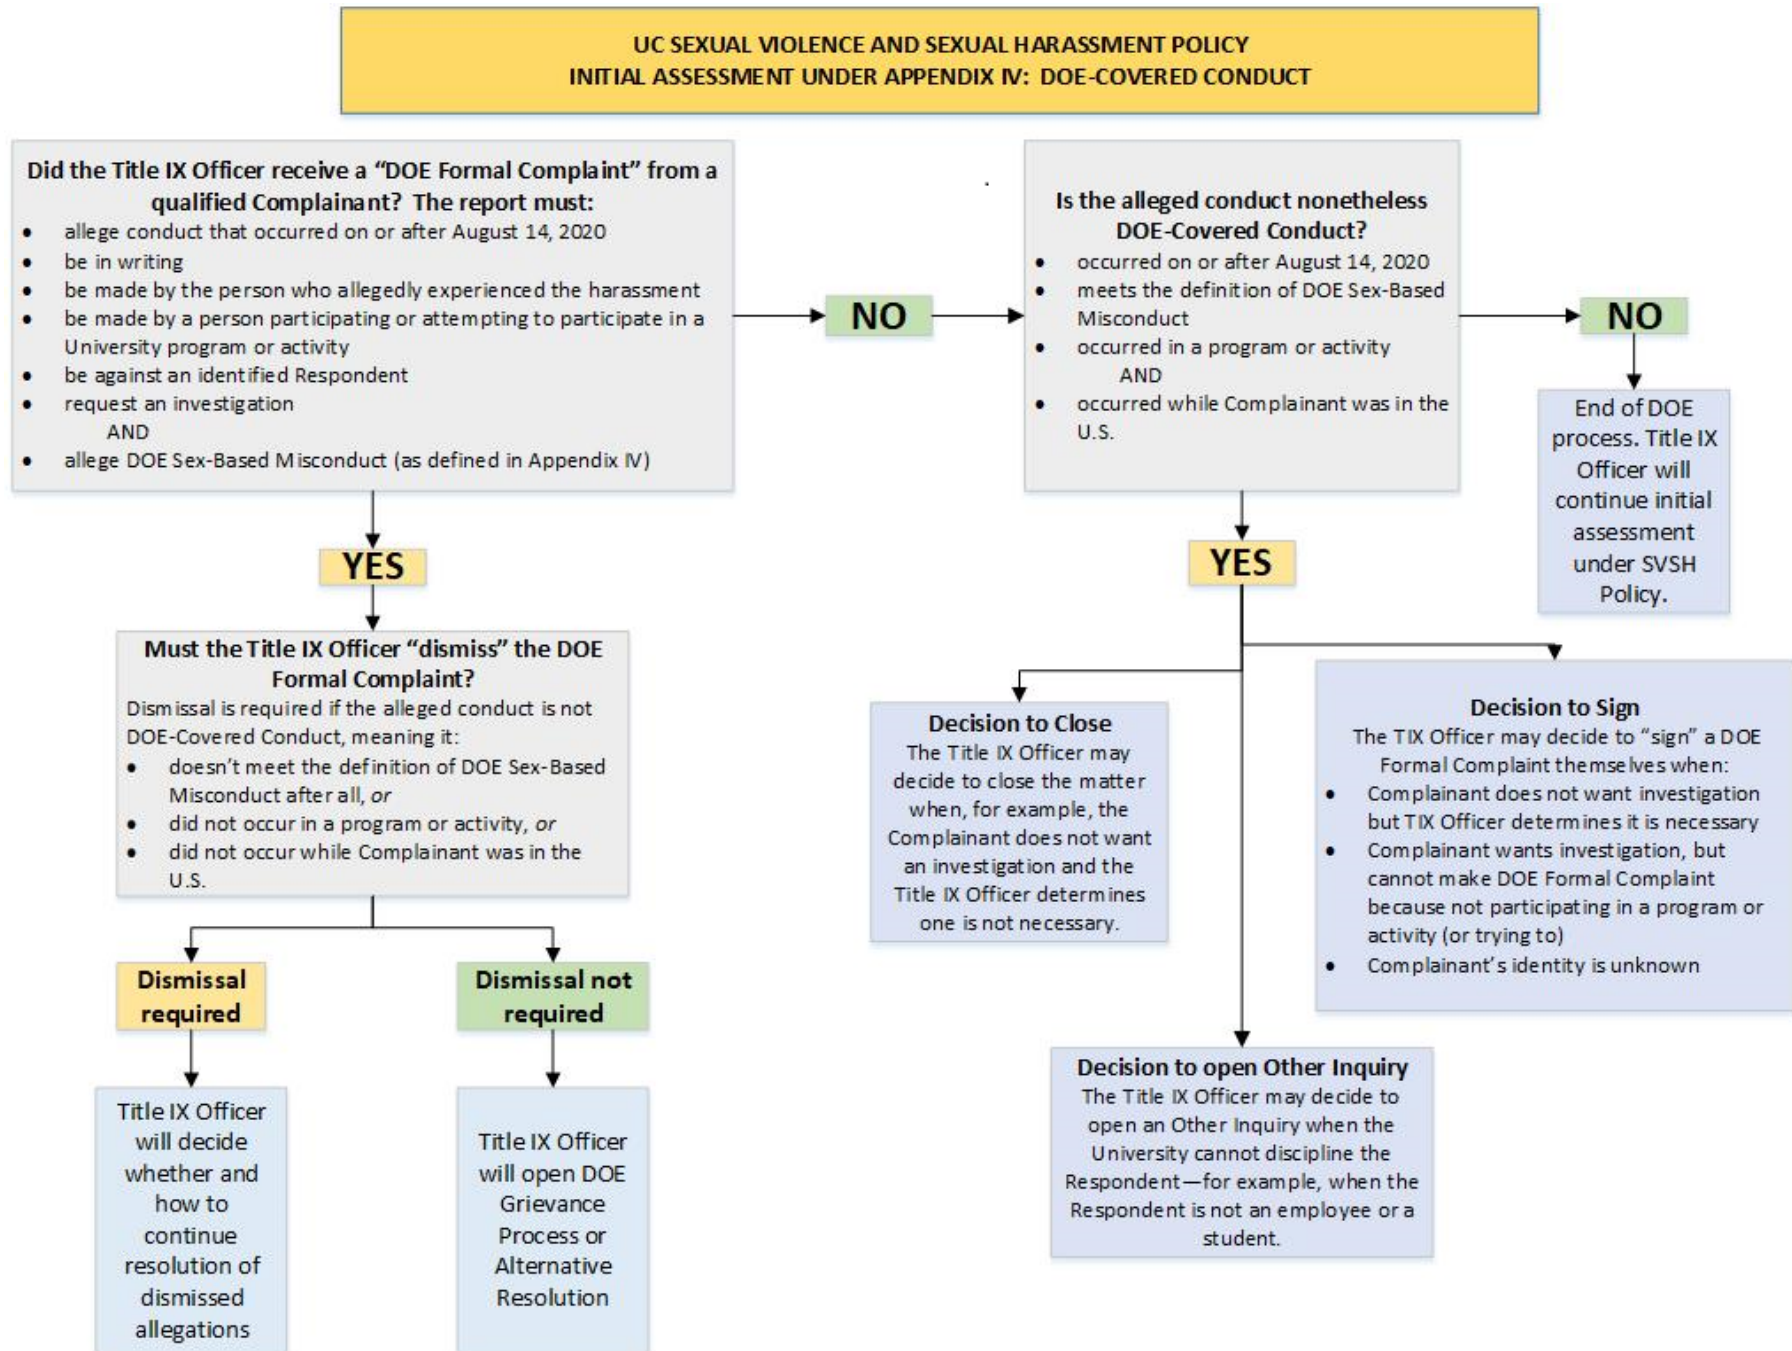 UC SEXUAL VIOLENCE AND SEXUAL HARASSMENT POLICY
INITIAL ASSESSMENT UNDER APPENDIX IV: DOE-COVERED CONDUCT
Did the Title IX Officer receive a “DOE Formal Complaint” from a
qualified Complainant? The report must:
• allege conduct that occurred on or after August 14, 2020
• be in writing
• be made by the person who allegedly experienced the harassment
• be made by a person participating or attempting to participate in a
University program or activity
• be against an identified Respondent
• request an investigation
AND
• allege DOE Sex-Based Misconduct (as defined in Appendix IV)
NO
Is the alleged conduct nonetheless
DOE-Covered Conduct?
• occurred on or after August 14, 2020
• meets the definition of DOE Sex-Based
Misconduct
• occurred in a program or activity
AND
• occurred while Complainant was in the
U.S.
NO
End of DOE
process. Title IX
Officer will
continue initial
assessment
under SVSH
Policy.
YES
Must the Title IX Officer “dismiss” the DOE
Formal Complaint?
Dismissal is required if the alleged conduct is not
DOE-Covered Conduct, meaning it:
• doesn’t meet the definition of DOE Sex-Based
Misconduct after all, or
• did not occur in a program or activity, or
• did not occur while Complainant was in the
U.S.
Dismissal
required
Dismissal not
required
Title IX Officer
will decide
whether and
how to
continue
resolution of
dismissed
allegations
Title IX Officer
will open DOE
Grievance
Process or
Alternative
Resolution
YES
Decision to Close
The Title IX Officer may
decide to close the matter
when, for example, the
Complainant does not want
an investigation and the
Title IX Officer determines
one is not necessary.
Decision to Sign
The TIX Officer may decide to “sign” a DOE
Formal Complaint themselves when:
• Complainant does not want investigation
but TIX Officer determines it is necessary
• Complainant wants investigation, but
cannot make DOE Formal Complaint
because not participating in a program or
activity (or trying to)
• Complainant’s identity is unknown
Decision to open Other Inquiry
The Title IX Officer may decide to
open an Other Inquiry when the
University cannot discipline the
Respondent—for example, when the
Respondent is not an employee or a
student.